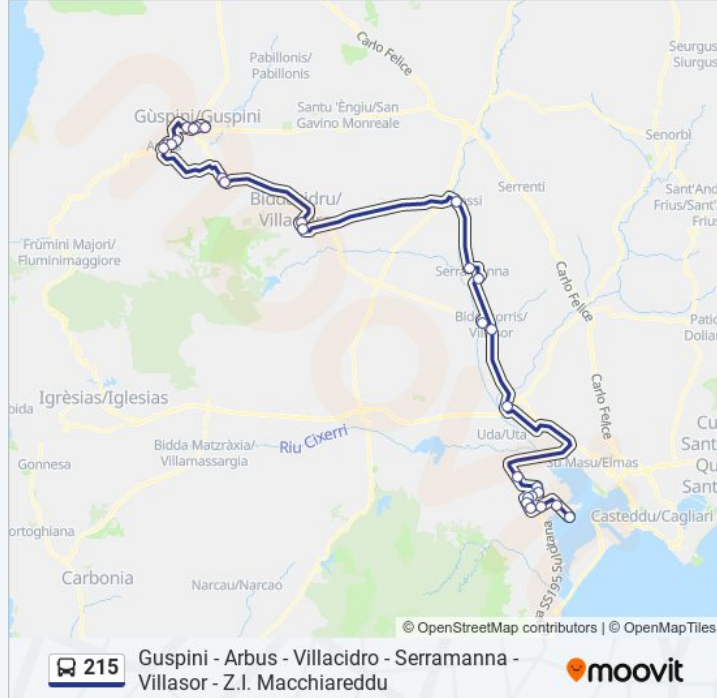 Pabillonis/
Pabillonis
Carlo Felice
Seurgus
Siurgus
Gùspini/Guspini
Santu 'Èngiu/San
Gavino Monreale
Senorbì
Serrenti
Sant'And
Frius/Sant'
Frius
Villa
Frùmini Majori/
Fluminimaggiore
Carlo Felice
Patio
Dolian
Carlo Felice
Igrèsias/Iglesias
Uda/Uta
Riu Cixerri
Su Masu/Elmas
Bidda Matzràxia/
Villamassargia
Gonnesa
Casteddu/Cagliari
Carbonia
Narcau/Narcao
© OpenStreetMap contributors | © OpenMapTiles
215
Guspini - Arbus - Villacidro - Serramanna -
Villasor - Z.I. Macchiareddu
moovit